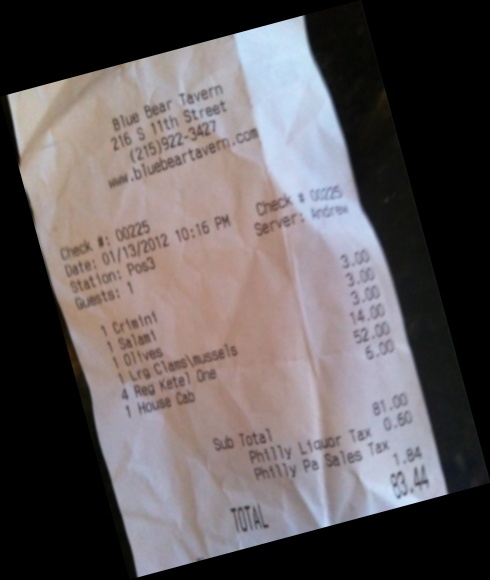 Blue Bear Tavern
216 S 11th Street
(215)922-3427
www.bluebeartavern.com
Check #: 00225 Check # 00225
Date: 01/13/2012 10:16 PM Server: Andrew
Station: Pos3
Guests: 1
1 Crimini 3.00
1 Salami 3.00
1 Olives 3.00
1 Lrg Clams\mussels 14.00
4 Reg Ketel One 52.00
1 House Cab 6.00
Sub Total 81.00
Philly Liquor Tax 0.60
Philly Pa Sales Tax 1.84
TOTAL 83.44